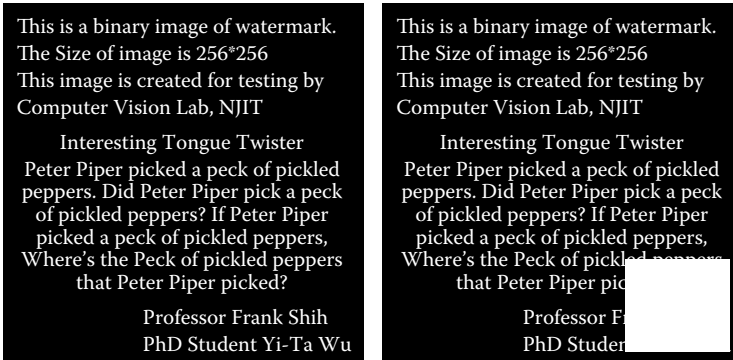 This is a binary image of watermark.
The Size of image is 256*256
This image is created for testing by
Computer Vision Lab, NJIT
Interesting Tongue Twister
Peter Piper picked a peck of pickled
peppers. Did Peter Piper pick a peck
of pickled peppers? If Peter Piper
picked a peck of pickled peppers,
Where's the Peck of pickled peppers
that Peter Piper picked?
Professor Frank Shih
PhD Student Yi-Ta Wu
This is a binary image of watermark.
The Size of image is 256*256
This image is created for testing by
Computer Vision Lab, NJIT
Interesting Tongue Twister
Peter Piper picked a peck of pickled
peppers. Did Peter Piper pick a peck
of pickled peppers? If Peter Piper
picked a peck of pickled peppers,
Where's the Peck of pickled peppers
that Peter Piper
Professor
PhD Student